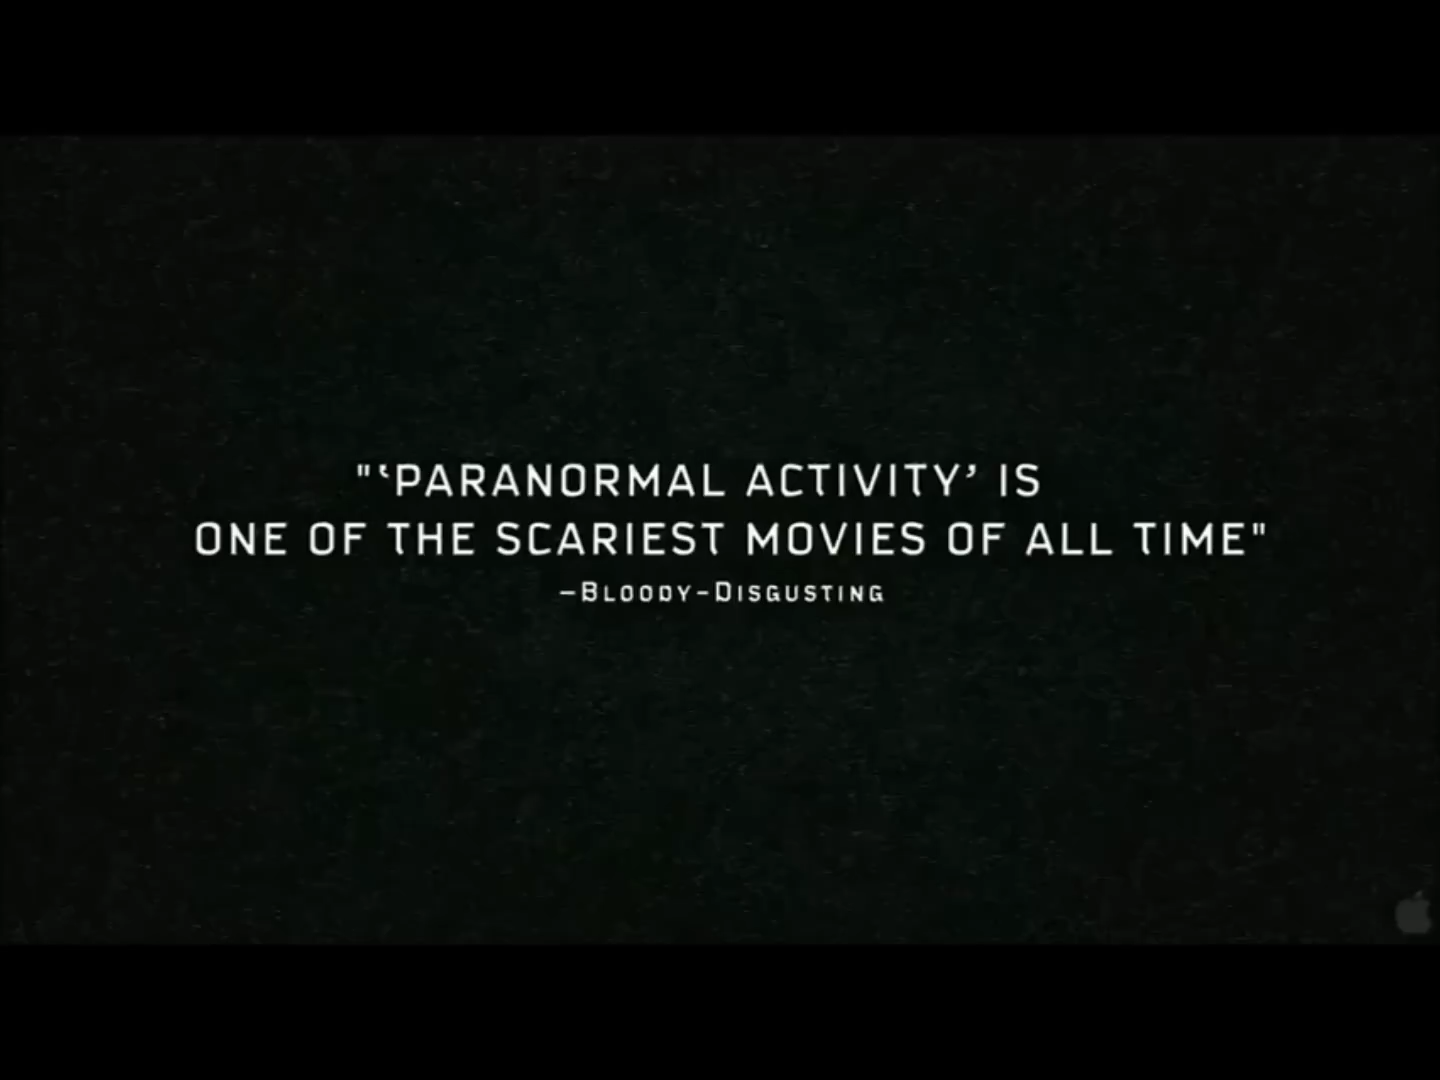 "‘PARANORMAL ACTIVITY’ IS
ONE OF THE SCARIEST MOVIES OF ALL TIME"
–BLOODY-DISGUSTING